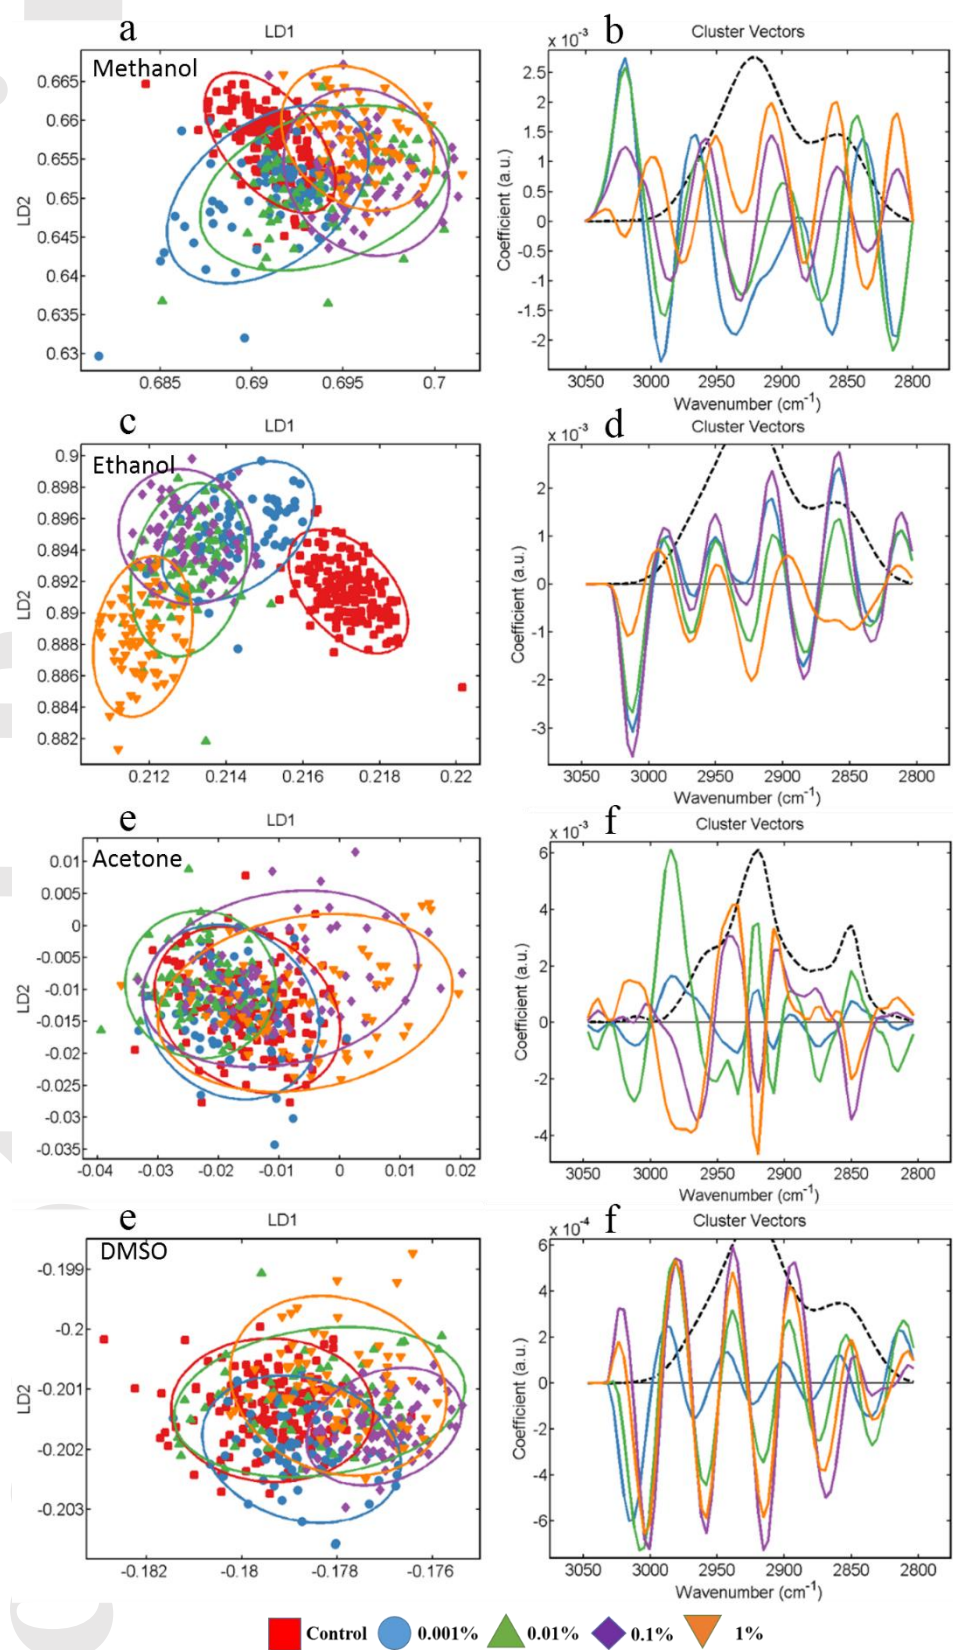 a LD1 b Cluster Vectors
Methanol
x 10⁻³
0.665
0.66
0.655
0.65
0.645
0.64
0.635
0.63
LD2
0.685 0.69 0.695 0.7
2.5
2
1.5
1
0.5
0
-0.5
-1
-1.5
-2
Coefficient (a.u.)
3050 3000 2950 2900 2850 2800
Wavenumber (cm⁻¹)
c LD1 d Cluster Vectors
Ethanol
x 10⁻³
0.9
0.898
0.896
0.894
0.892
0.89
0.888
0.886
0.884
0.882
LD2
0.212 0.214 0.216 0.218 0.22
2
1
0
-1
-2
-3
Coefficient (a.u.)
3050 3000 2950 2900 2850 2800
Wavenumber (cm⁻¹)
e LD1 f Cluster Vectors
Acetone
x 10⁻³
0.01
0.005
0
-0.005
-0.01
-0.015
-0.02
-0.025
-0.03
-0.035
LD2
-0.04 -0.03 -0.02 -0.01 0 0.01 0.02
6
4
2
0
-2
-4
Coefficient (a.u.)
3050 3000 2950 2900 2850 2800
Wavenumber (cm⁻¹)
e LD1 f Cluster Vectors
DMSO
x 10⁻⁴
-0.199
-0.2
-0.201
-0.202
-0.203
LD2
-0.182 -0.18 -0.178 -0.176
6
4
2
0
-2
-4
-6
Coefficient (a.u.)
3050 3000 2950 2900 2850 2800
Wavenumber (cm⁻¹)
Control 0.001% 0.01% 0.1% 1%